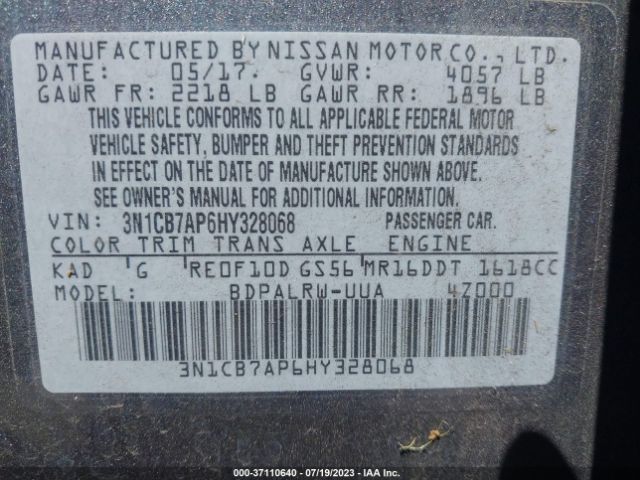 MANUFACTURED BY NISSAN MOTOR CO., LTD.
DATE: 05/17. GVWR: 4057 LB
GAWR FR: 2218 LB GAWR RR: 1896 LB
THIS VEHICLE CONFORMS TO ALL APPLICABLE FEDERAL MOTOR
VEHICLE SAFETY, BUMPER AND THEFT PREVENTION STANDARDS
IN EFFECT ON THE DATE OF MANUFACTURE SHOWN ABOVE.
SEE OWNER'S MANUAL FOR ADDITIONAL INFORMATION.
VIN: 3N1CB7AP6HY328068 PASSENGER CAR.
COLOR TRIM TRANS AXLE ENGINE
KAD G RE0F10D GS56 MR16DDT 1618CC
MODEL: BDPALRW-UUA 4Z000
3N1CB7AP6HY328068
000-37110640 - 07/19/2023 - IAA Inc.